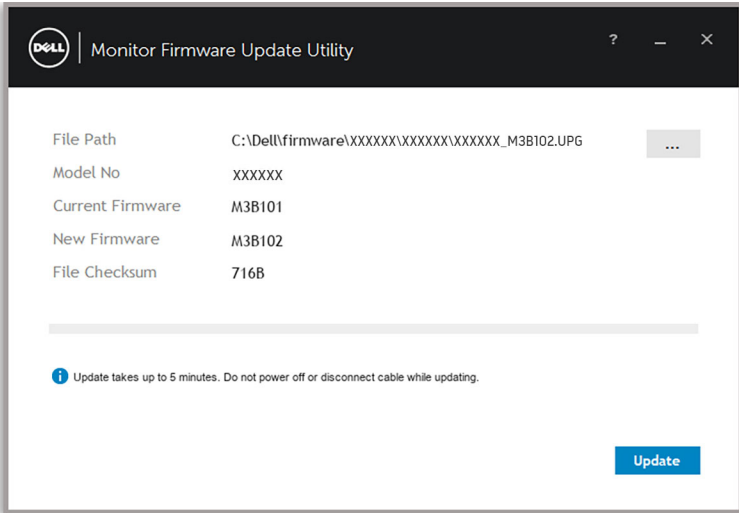 DELL Monitor Firmware Update Utility ? _ ×
File Path C:\Dell\firmware\XXXXXX\XXXXXX\XXXXXX_M3B102.UPG ...
Model No XXXXXX
Current Firmware M3B101
New Firmware M3B102
File Checksum 716B
i Update takes up to 5 minutes. Do not power off or disconnect cable while updating.
Update